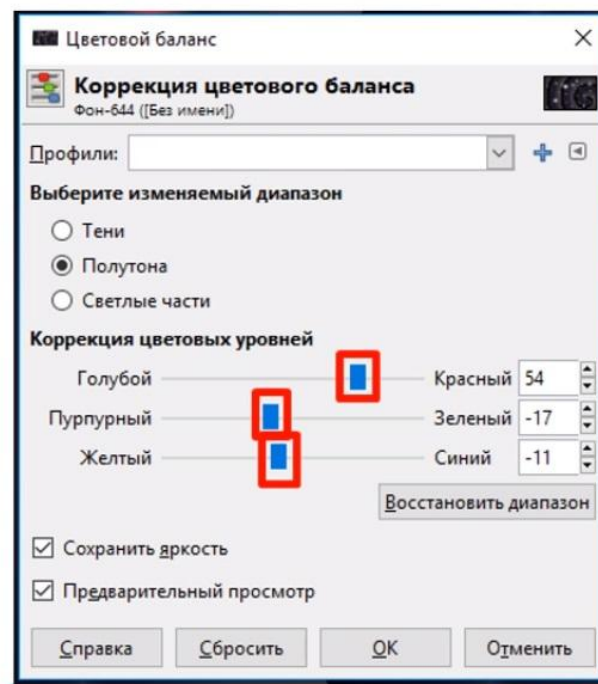 Цветовой баланс
Коррекция цветового баланса
Фон-644 ([Без имени])
Профили:
Выберите изменяемый диапазон
Тени
Полутона
Светлые части
Коррекция цветовых уровней
Голубой Красный 54
Пурпурный Зеленый -17
Желтый Синий -11
Восстановить диапазон
Сохранить яркость
Предварительный просмотр
Справка Сбросить OK Отменить